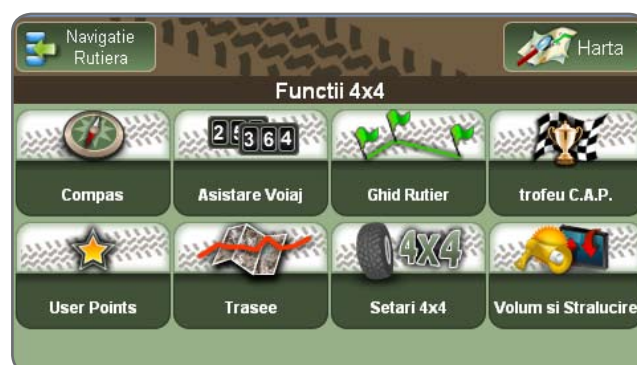 Navigatie
Rutiera
Harta
Functii 4x4
Compas
Asistare Voiaj
Ghid Rutier
trofeu C.A.P.
4x4
User Points
Trasee
Setari 4x4
Volum si Stralucire